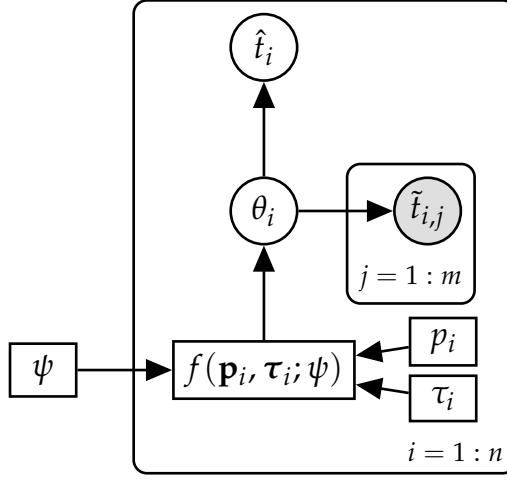 t̂ᵢ
θᵢ
t̃ᵢ,ⱼ
j = 1 : m
ψ
f(𝐩ᵢ, 𝛕ᵢ; ψ)
pᵢ
τᵢ
i = 1 : n